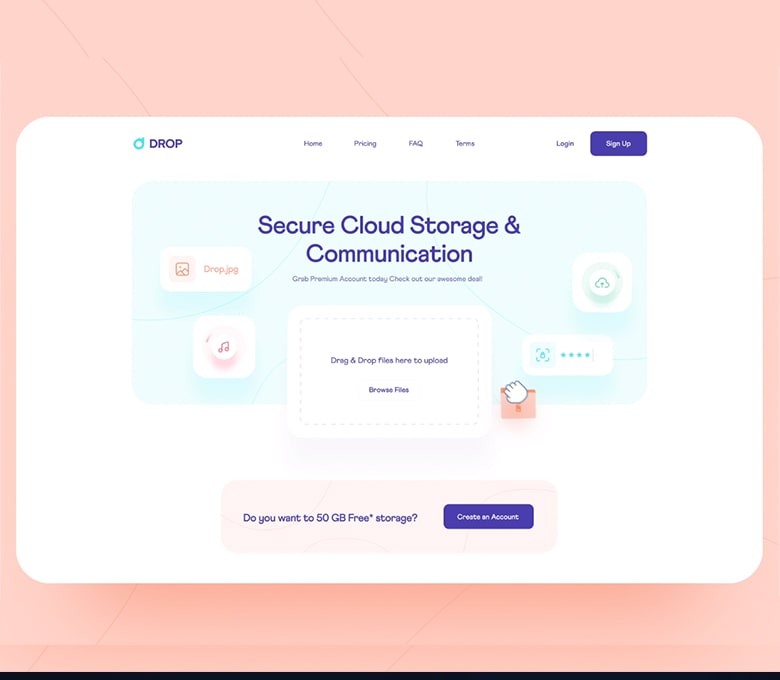 DROP
Home Pricing FAQ Terms Login Sign Up
Secure Cloud Storage &
Communication
Grab Premium Account today Check out our awesome deal!
Drop.jpg
Drag & Drop files here to upload
Browse Files
Do you want to 50 GB Free* storage?
Create an Account